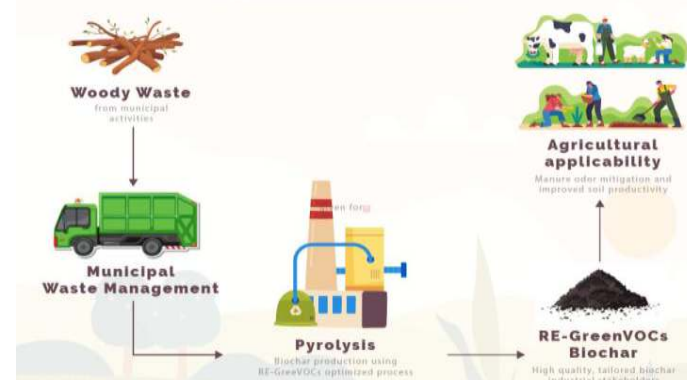 Woody Waste
from municipal
activities
Municipal
Waste Management
Pyrolysis
Biochar production using
RE-GreeVOCs optimized process
RE-GreenVOCs
Biochar
High quality, tailored biochar
Agricultural
applicability
Manure odor mitigation and
improved soil productivity